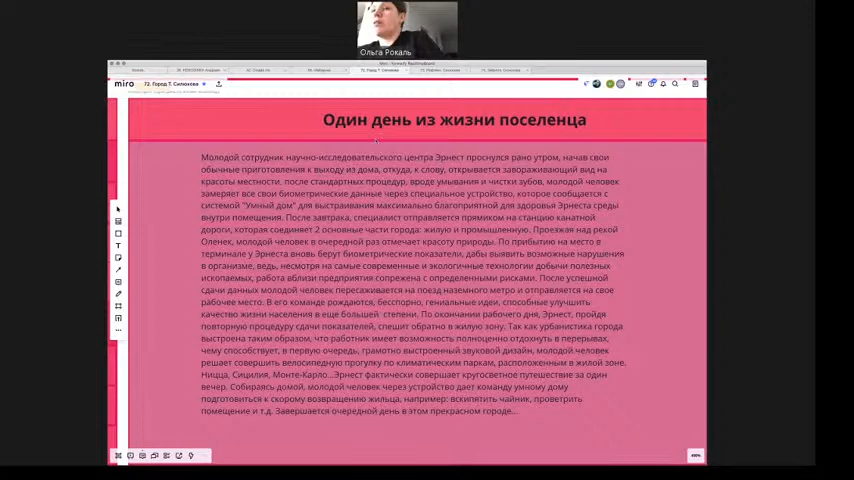 Ольга Рокаль
miro
72. Город Т. Силохова
Один день из жизни поселенца
Молодой сотрудник научно-исследовательского центра Эрнест проснулся рано утром, начав свои
обычные приготовления к выходу из дома, откуда, к слову, открывается завораживающий вид на
красоты местности. после стандартных процедур, вроде умывания и чистки зубов, молодой человек
замеряет все свои биометрические данные через специальное устройство, которое сообщается с
системой "Умный дом" для выстраивания максимально благоприятной для здоровья Эрнеста среды
внутри помещения. После завтрака, специалист отправляется прямиком на станцию канатной
дороги, которая соединяет 2 основные части города: жилую и промышленную. Проезжая над рекой
Оленек, молодой человек в очередной раз отмечает красоту природы. По прибытию на место в
терминале у Эрнеста вновь берут биометрические показатели, дабы выявить возможные нарушения
в организме, ведь, несмотря на самые современные и экологичные технологии добычи полезных
ископаемых, работа вблизи предприятия сопряжена с определенными рисками. После успешной
сдачи данных молодой человек пересаживается на поезд наземного метро и отправляется на свое
рабочее место. В его команде рождаются, бесспорно, гениальные идеи, способные улучшить
качество жизни населения в еще большей степени. По окончании рабочего дня, Эрнест, пройдя
повторную процедуру сдачи показателей, спешит обратно в жилую зону. Так как урбанистика города
выстроена таким образом, что работник имеет возможность полноценно отдохнуть в перерывах,
чему способствует, в первую очередь, грамотно выстроенный звуковой дизайн, молодой человек
решает совершить велосипедную прогулку по климатическим паркам, расположенным в жилой зоне.
Ницца, Сицилия, Монте-Карло...Эрнест фактически совершает кругосветное путешествие за один
вечер. Собираясь домой, молодой человек через устройство дает команду умному дому
подготовиться к скорому возвращению жильца, например: вскипятить чайник, проветрить
помещение и т.д. Завершается очередной день в этом прекрасном городе...